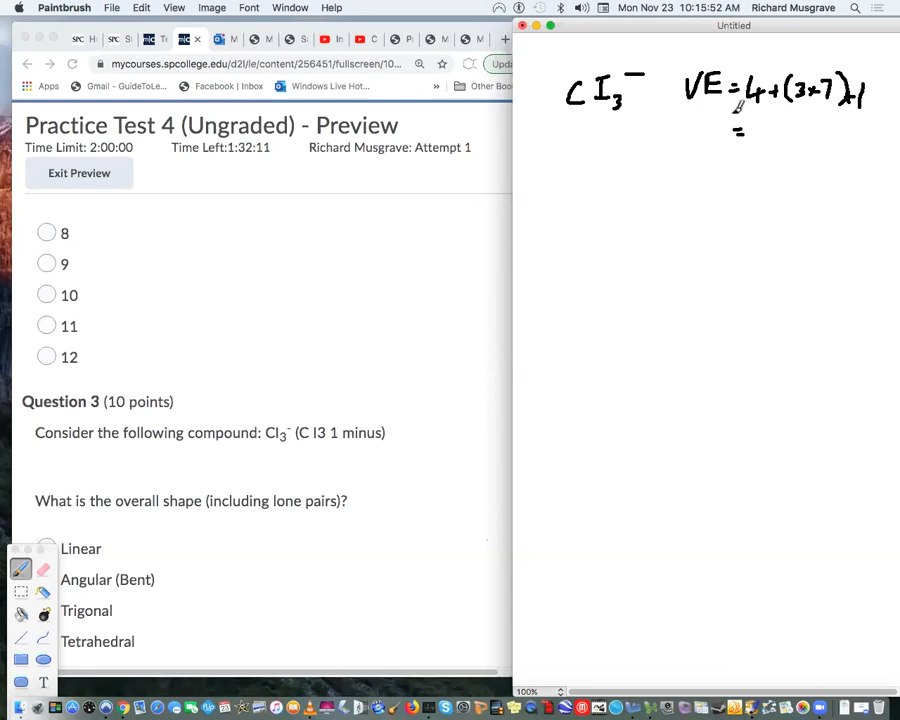 Paintbrush File Edit View Image Font Window Help Mon Nov 23 10:15:52 AM Richard Musgrave
Untitled
mycourses.spcollege.edu/d2l/le/content/256451/fullscreen/10... Upda
Apps Gmail - GuideToLe... Facebook | Inbox Windows Live Hot... » Other Boo
CI3⁻ VE = 4+(3×7)+1
=
Practice Test 4 (Ungraded) - Preview
Time Limit: 2:00:00 Time Left:1:32:11 Richard Musgrave: Attempt 1
Exit Preview
8
9
10
11
12
Question 3 (10 points)
Consider the following compound: CI3⁻ (C I3 1 minus)
What is the overall shape (including lone pairs)?
Linear
Angular (Bent)
Trigonal
Tetrahedral
T
100%